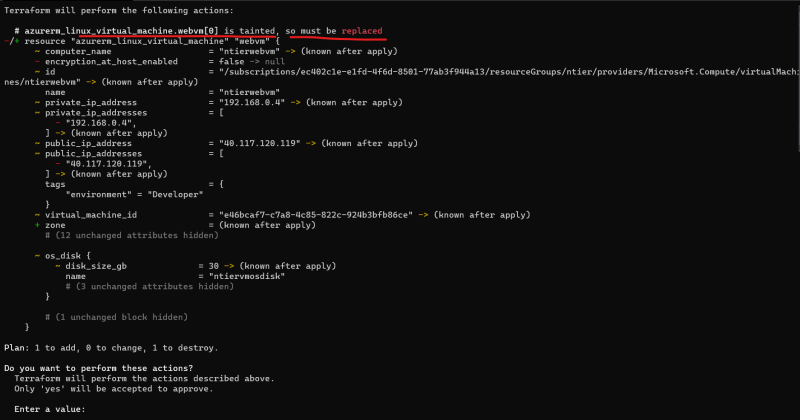 Terraform will perform the following actions:
# azurerm_linux_virtual_machine.webvm[0] is tainted, so must be replaced
-/+ resource "azurerm_linux_virtual_machine" "webvm" {
~ computer_name = "ntierwebvm" -> (known after apply)
- encryption_at_host_enabled = false -> null
~ id = "/subscriptions/ec402c1e-e1fd-4f6d-8501-77ab3f944a13/resourceGroups/ntier/providers/Microsoft.Compute/virtualMachi
nes/ntierwebvm" -> (known after apply)
name = "ntierwebvm"
~ private_ip_address = "192.168.0.4" -> (known after apply)
~ private_ip_addresses = [
- "192.168.0.4",
] -> (known after apply)
~ public_ip_address = "40.117.120.119" -> (known after apply)
~ public_ip_addresses = [
- "40.117.120.119",
] -> (known after apply)
tags = {
"environment" = "Developer"
}
~ virtual_machine_id = "e46bcaf7-c7a8-4c85-822c-924b3bfb86ce" -> (known after apply)
+ zone = (known after apply)
# (12 unchanged attributes hidden)
~ os_disk {
~ disk_size_gb = 30 -> (known after apply)
name = "ntiervmosdisk"
# (3 unchanged attributes hidden)
}
# (1 unchanged block hidden)
}
Plan: 1 to add, 0 to change, 1 to destroy.
Do you want to perform these actions?
Terraform will perform the actions described above.
Only 'yes' will be accepted to approve.
Enter a value: